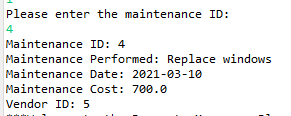 Please enter the maintenance ID:
4
Maintenance ID: 4
Maintenance Performed: Replace windows
Maintenance Date: 2021-03-10
Maintenance Cost: 700.0
Vendor ID: 5